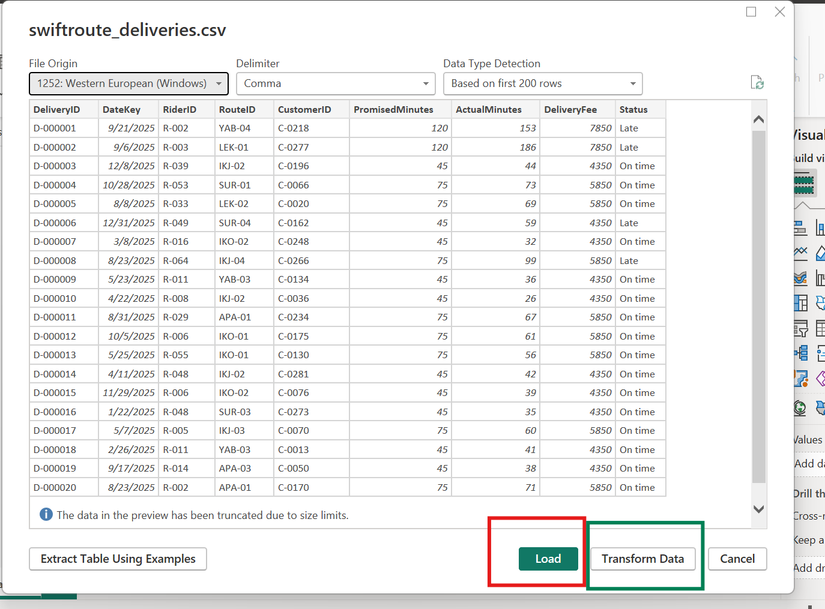 swiftroute_deliveries.csv
File Origin Delimiter Data Type Detection
1252: Western European (Windows) Comma Based on first 200 rows
DeliveryID DateKey RiderID RouteID CustomerID PromisedMinutes ActualMinutes DeliveryFee Status
D-000001 9/21/2025 R-002 YAB-04 C-0218 120 153 7850 Late
D-000002 9/6/2025 R-003 LEK-01 C-0277 120 186 7850 Late
D-000003 12/8/2025 R-039 IKJ-02 C-0196 45 44 4350 On time
D-000004 10/28/2025 R-053 SUR-01 C-0066 75 73 5850 On time
D-000005 8/8/2025 R-033 LEK-02 C-0020 75 69 5850 On time
D-000006 12/31/2025 R-049 SUR-04 C-0162 45 59 4350 Late
D-000007 3/8/2025 R-016 IKO-02 C-0248 45 32 4350 On time
D-000008 8/23/2025 R-064 IKJ-04 C-0266 75 99 5850 Late
D-000009 5/23/2025 R-011 YAB-03 C-0134 45 36 4350 On time
D-000010 4/22/2025 R-008 IKJ-02 C-0036 45 26 4350 On time
D-000011 8/31/2025 R-029 APA-01 C-0234 75 67 5850 On time
D-000012 10/5/2025 R-006 IKO-01 C-0175 75 61 5850 On time
D-000013 5/25/2025 R-055 IKO-01 C-0130 75 56 5850 On time
D-000014 4/11/2025 R-048 IKJ-02 C-0281 45 42 4350 On time
D-000015 11/29/2025 R-006 IKO-02 C-0076 45 39 4350 On time
D-000016 1/22/2025 R-048 SUR-03 C-0273 45 35 4350 On time
D-000017 5/7/2025 R-005 IKJ-03 C-0070 75 60 5850 On time
D-000018 2/26/2025 R-011 YAB-03 C-0013 45 41 4350 On time
D-000019 9/17/2025 R-014 APA-03 C-0050 45 38 4350 On time
D-000020 8/23/2025 R-002 APA-01 C-0170 75 71 5850 On time
The data in the preview has been truncated due to size limits.
Extract Table Using Examples Load Transform Data Cancel
Add da
Drill th
Cross-r
Keep a
Add dr